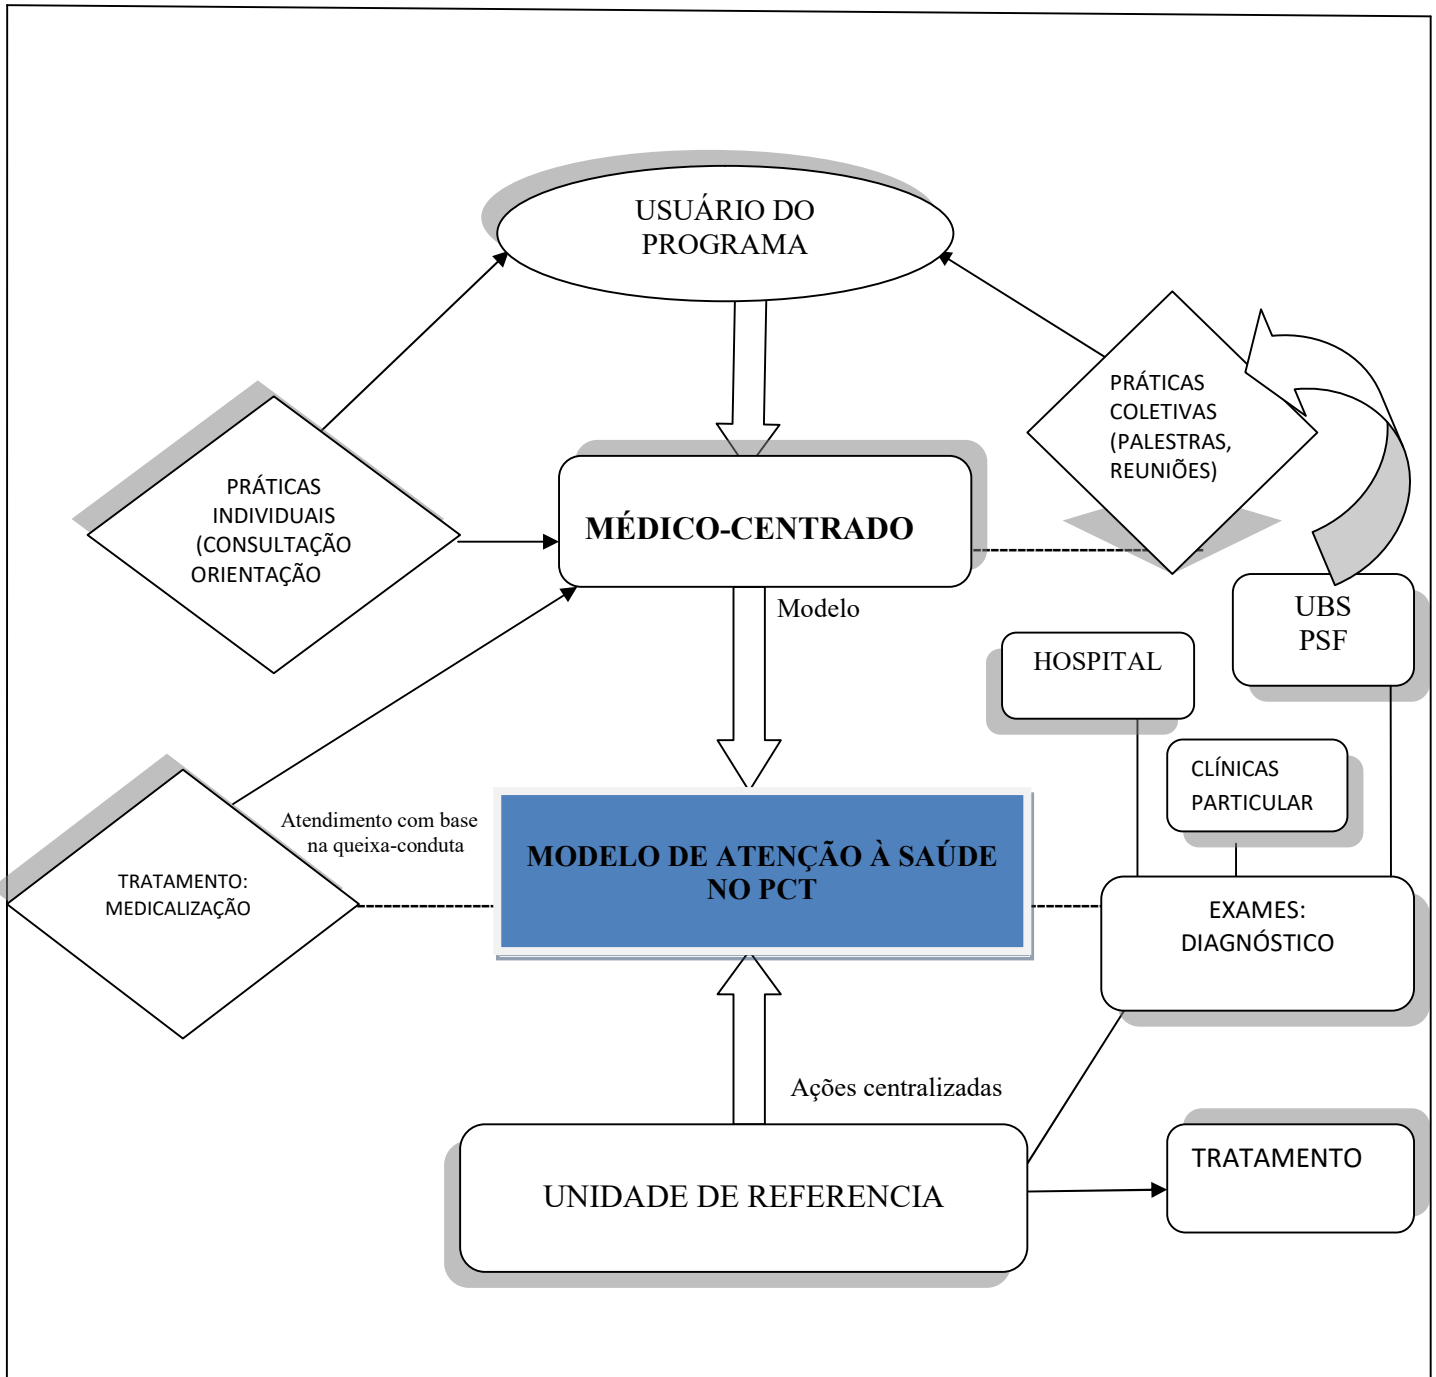 USUÁRIO DO
PROGRAMA
PRÁTICAS
COLETIVAS
(PALESTRAS,
REUNIÕES)
PRÁTICAS
INDIVIDUAIS
(CONSULTAÇÃO
ORIENTAÇÃO
MÉDICO-CENTRADO
Modelo
UBS
PSF
HOSPITAL
CLÍNICAS
PARTICULAR
Atendimento com base
na queixa-conduta
TRATAMENTO:
MEDICALIZAÇÃO
MODELO DE ATENÇÃO À SAÚDE
NO PCT
EXAMES:
DIAGNÓSTICO
Ações centralizadas
UNIDADE DE REFERENCIA
TRATAMENTO